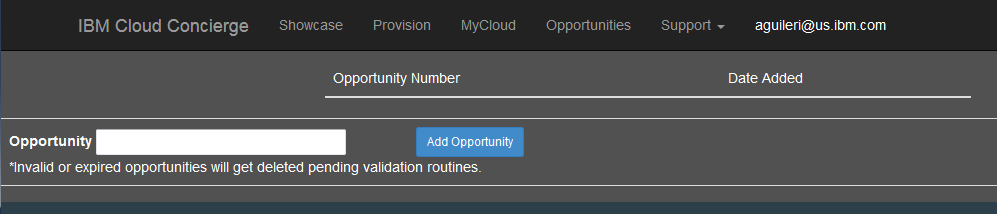 IBM Cloud Concierge Showcase Provision MyCloud Opportunities Support aguileri@us.ibm.com
Opportunity Number Date Added
Opportunity Add Opportunity
*Invalid or expired opportunities will get deleted pending validation routines.